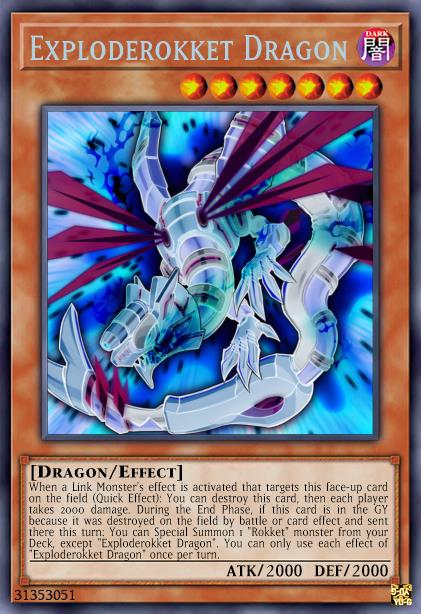 Exploderokket Dragon
DARK
闇
[Dragon/Effect]
When a Link Monster's effect is activated that targets this face-up card
on the field (Quick Effect): You can destroy this card, then each player
takes 2000 damage. During the End Phase, if this card is in the GY
because it was destroyed on the field by battle or card effect and sent
there this turn: You can Special Summon 1 "Rokket" monster from
your Deck, except "Exploderokket Dragon". You can only use each effect of
"Exploderokket Dragon" once per turn.
ATK/2000 DEF/2000
31353051